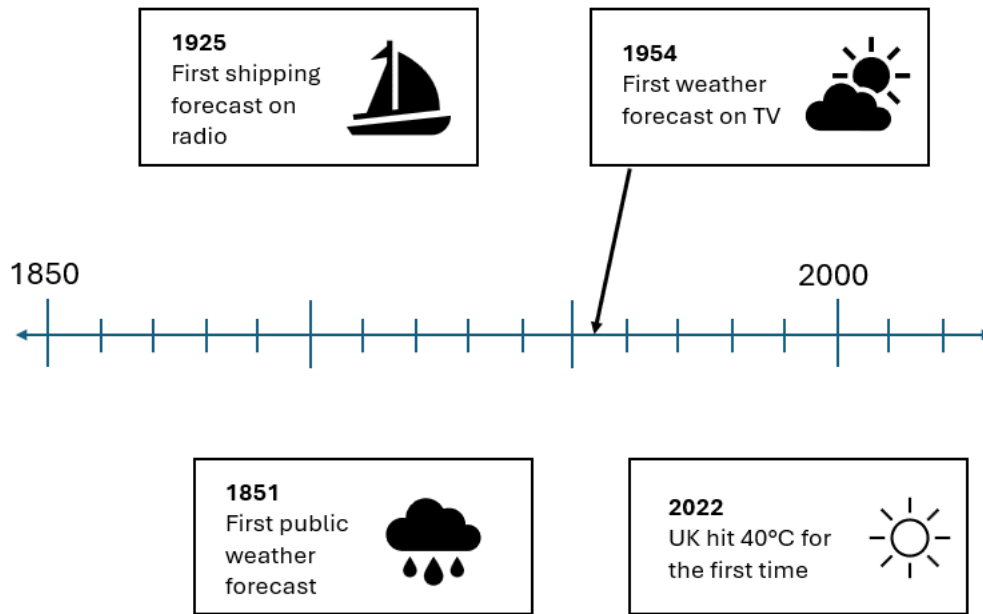 1925
First shipping
forecast on
radio
1954
First weather
forecast on TV
1850
2000
1851
First public
weather
forecast
2022
UK hit 40°C for
the first time